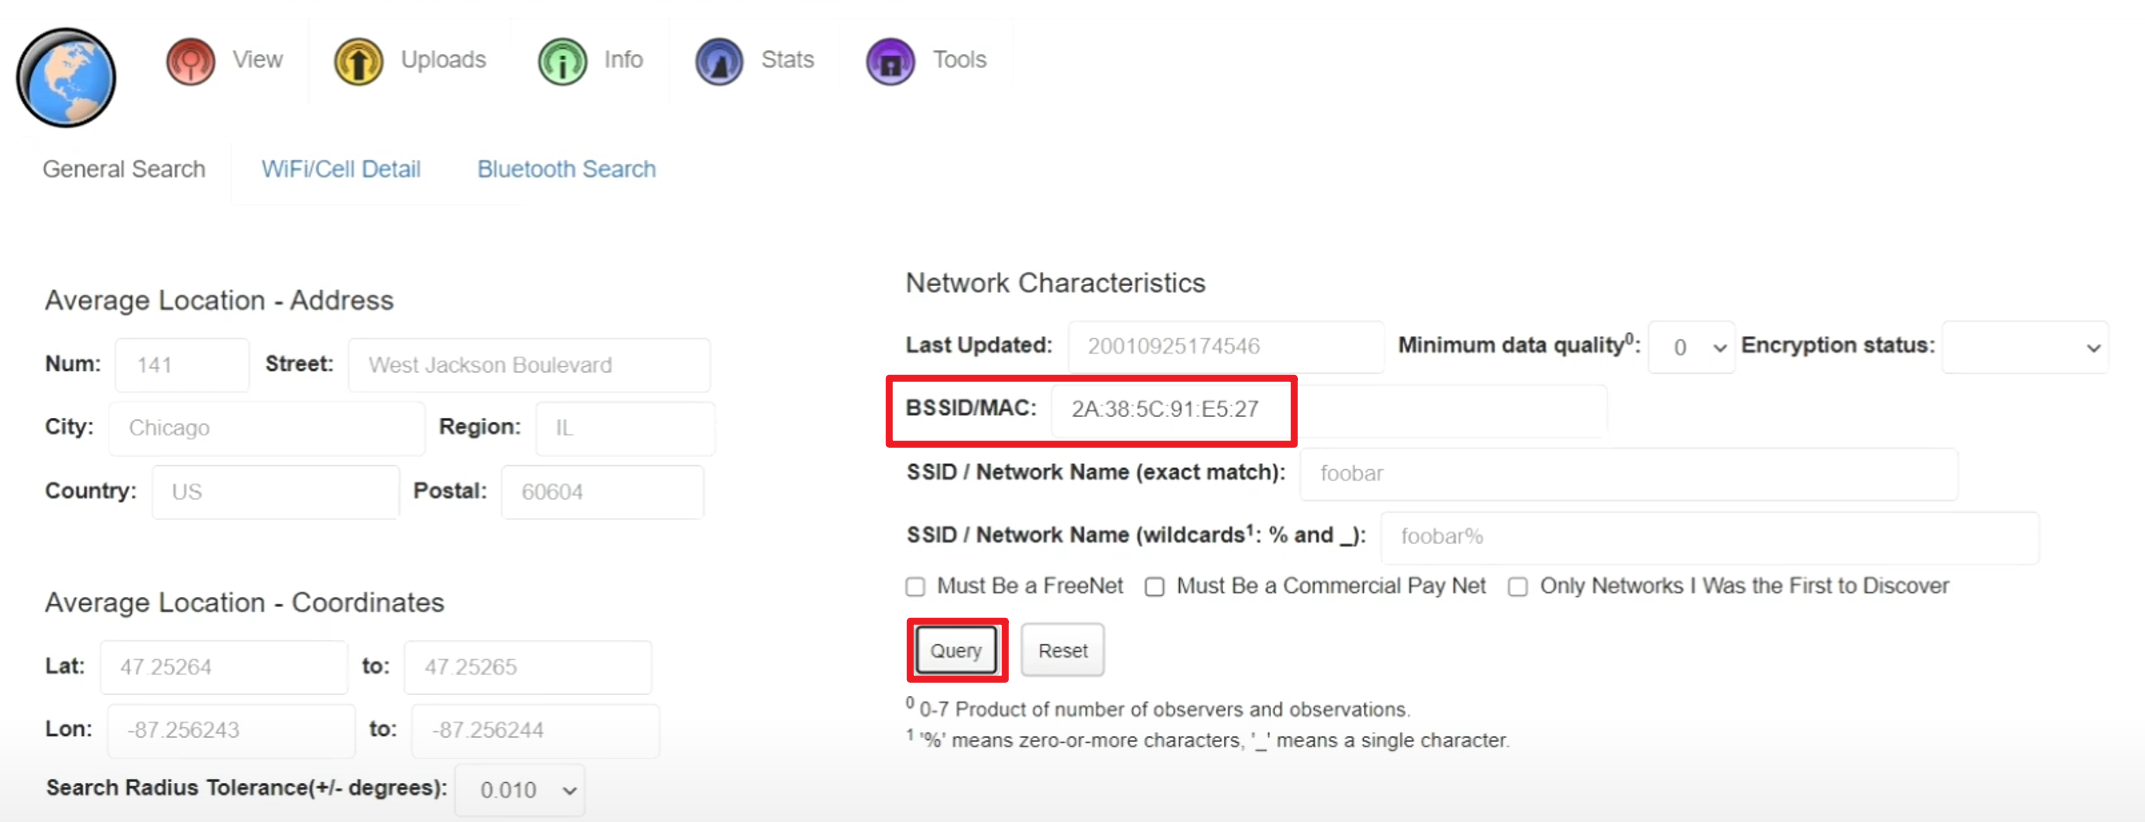 View Uploads Info Stats Tools
General Search WiFi/Cell Detail Bluetooth Search
Average Location - Address
Num: 141 Street: West Jackson Boulevard
City: Chicago Region: IL
Country: US Postal: 60604
Average Location - Coordinates
Lat: 47.25264 to: 47.25265
Lon: -87.256243 to: -87.256244
Search Radius Tolerance(+/- degrees): 0.010
Network Characteristics
Last Updated: 20010925174546 Minimum data quality⁰: 0 Encryption status:
BSSID/MAC: 2A:38:5C:91:E5:27
SSID / Network Name (exact match): foobar
SSID / Network Name (wildcards¹: % and _): foobar%
Must Be a FreeNet Must Be a Commercial Pay Net Only Networks I Was the First to Discover
Query Reset
⁰ 0-7 Product of number of observers and observations.
¹ '%' means zero-or-more characters, '_' means a single character.